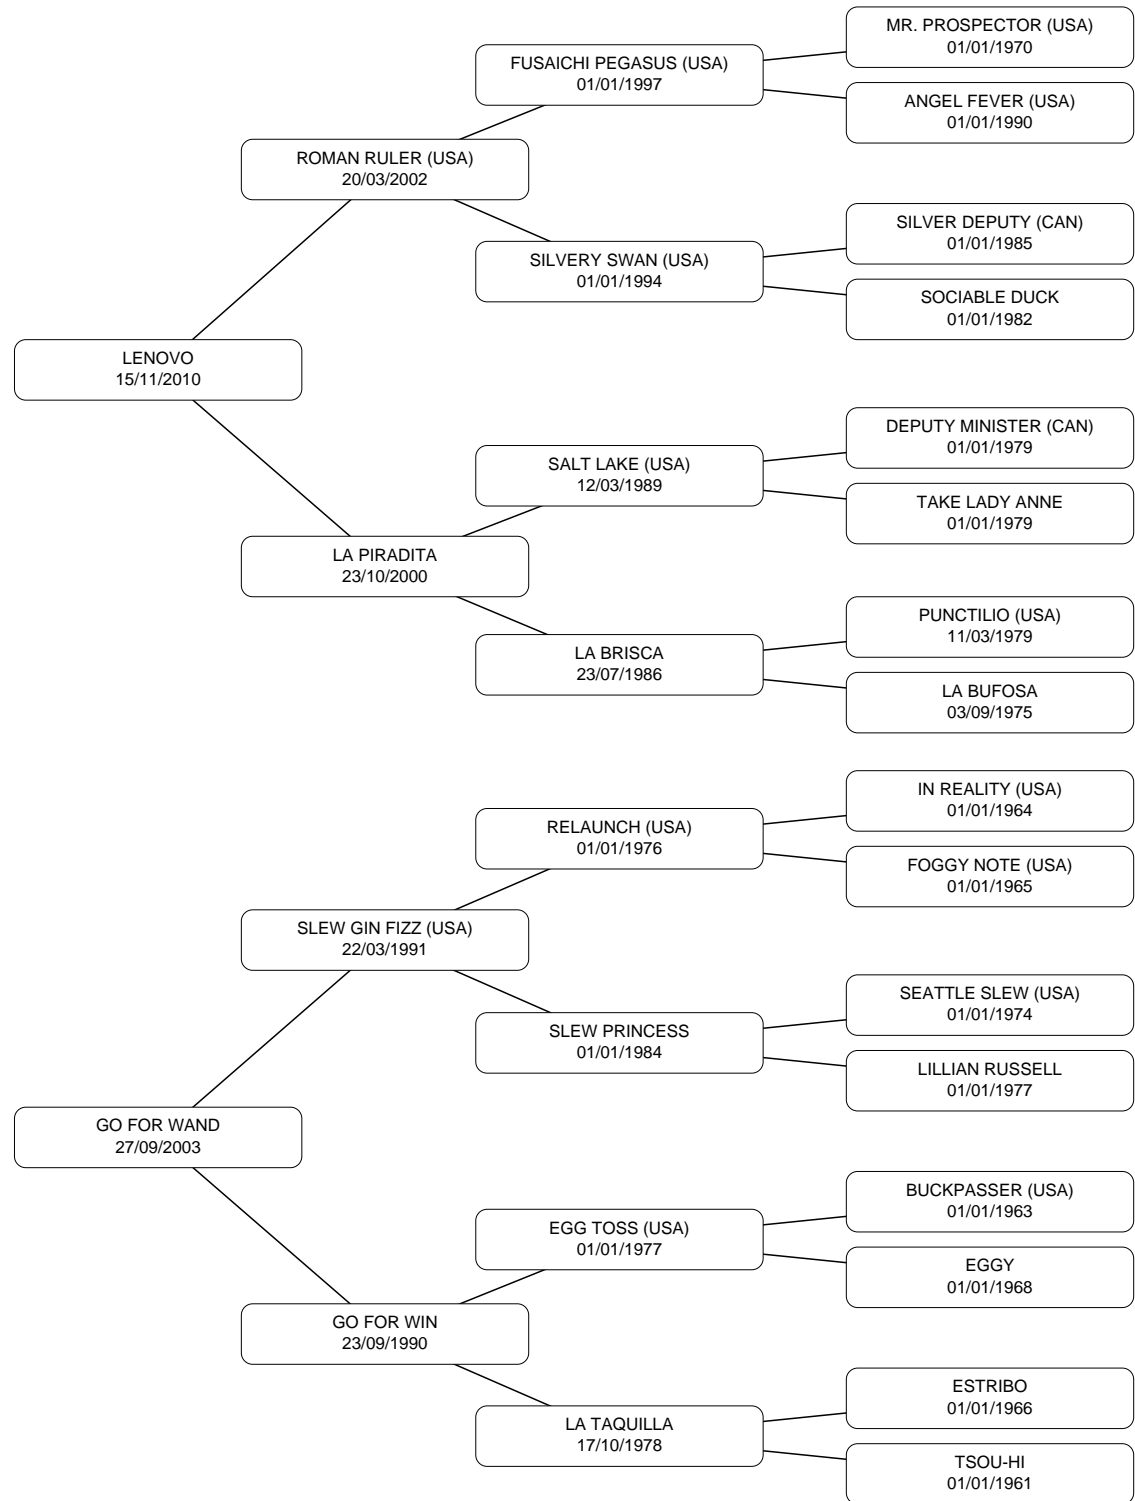 MR. PROSPECTOR (USA)
01/01/1970
FUSAICHI PEGASUS (USA)
01/01/1997
ANGEL FEVER (USA)
01/01/1990
ROMAN RULER (USA)
20/03/2002
SILVER DEPUTY (CAN)
01/01/1985
SILVERY SWAN (USA)
01/01/1994
SOCIABLE DUCK
01/01/1982
LENOVO
15/11/2010
DEPUTY MINISTER (CAN)
01/01/1979
SALT LAKE (USA)
12/03/1989
TAKE LADY ANNE
01/01/1979
LA PIRADITA
23/10/2000
PUNCTILIO (USA)
11/03/1979
LA BRISCA
23/07/1986
LA BUFOSA
03/09/1975
IN REALITY (USA)
01/01/1964
RELAUNCH (USA)
01/01/1976
FOGGY NOTE (USA)
01/01/1965
SLEW GIN FIZZ (USA)
22/03/1991
SEATTLE SLEW (USA)
01/01/1974
SLEW PRINCESS
01/01/1984
LILLIAN RUSSELL
01/01/1977
GO FOR WAND
27/09/2003
BUCKPASSER (USA)
01/01/1963
EGG TOSS (USA)
01/01/1977
EGGY
01/01/1968
GO FOR WIN
23/09/1990
ESTRIBO
01/01/1966
LA TAQUILLA
17/10/1978
TSOU-HI
01/01/1961